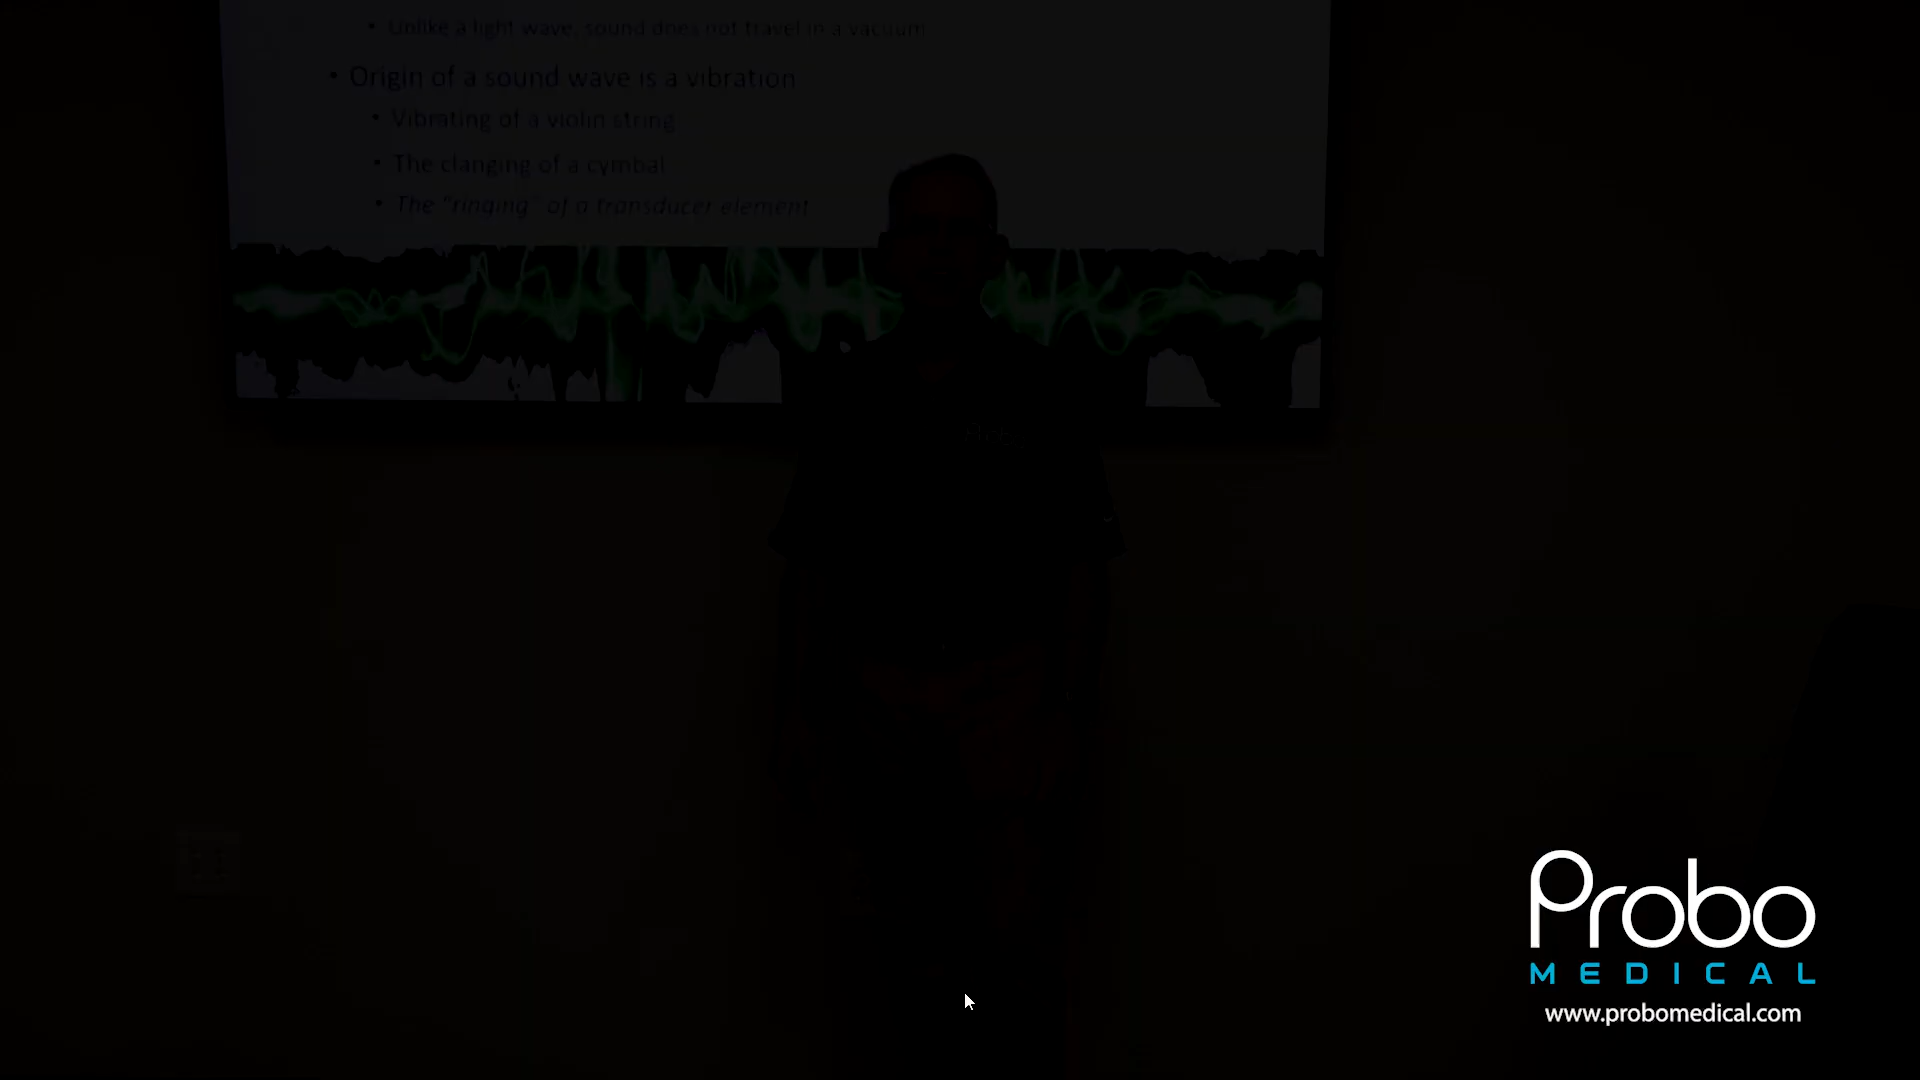 • Unlike a light wave, sound does not travel in a vacuum
• Origin of a sound wave is a vibration
• Vibrating of a violin string
• The clanging of a cymbal
• The "ringing" of a transducer element
Probo
MEDICAL
www.probomedical.com